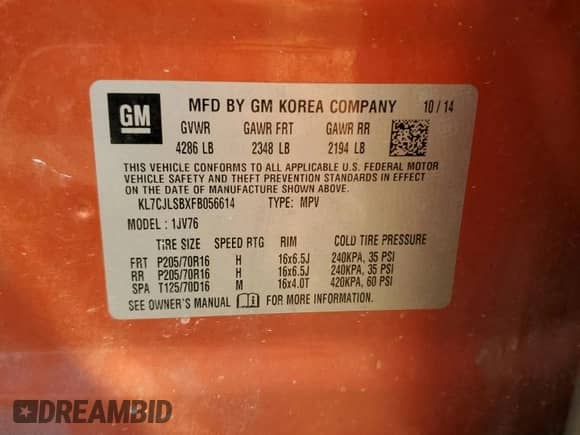 GM MFD BY GM KOREA COMPANY 10/14
GVWR GAWR FRT GAWR RR
4286 LB 2348 LB 2194 LB
THIS VEHICLE CONFORMS TO ALL APPLICABLE U.S. FEDERAL MOTOR
VEHICLE SAFETY AND THEFT PREVENTION STANDARDS IN EFFECT ON
THE DATE OF MANUFACTURE SHOWN ABOVE.
KL7CJLSBXFB056614 TYPE: MPV
MODEL: 1JV76
TIRE SIZE SPEED RTG RIM COLD TIRE PRESSURE
FRT P205/70R16 H 16x6.5J 240KPA, 35 PSI
RR P205/70R16 H 16x6.5J 240KPA, 35 PSI
SPA T125/70D16 M 16x4.0T 420KPA, 60 PSI
SEE OWNER'S MANUAL FOR MORE INFORMATION.
DREAMBID